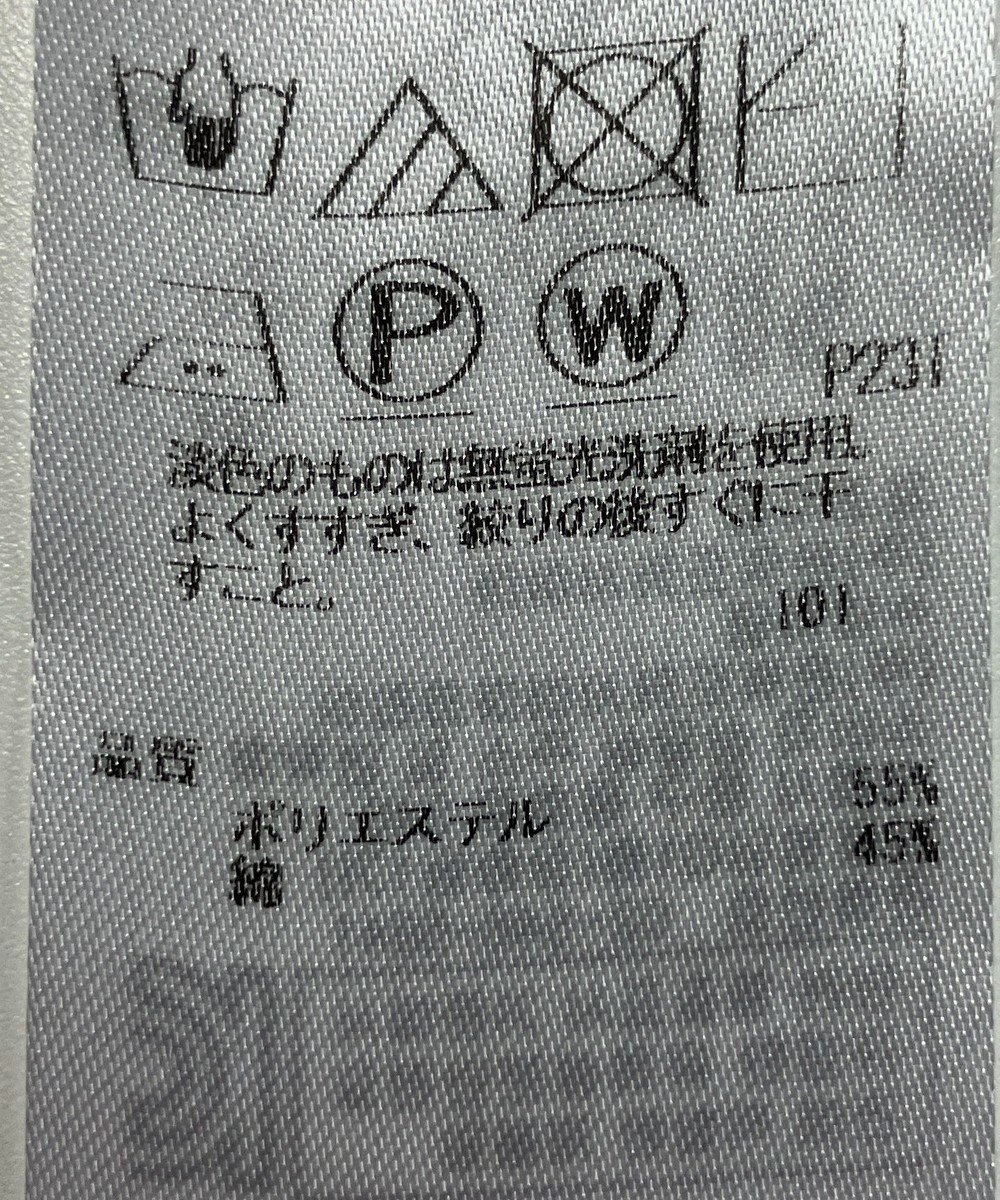 P W
P231
淡色のものは無蛍光洗剤を使用し
よくすすぎ、絞りの後すぐに干
すこと。
101
品質
ポリエステル 55%
綿 45%